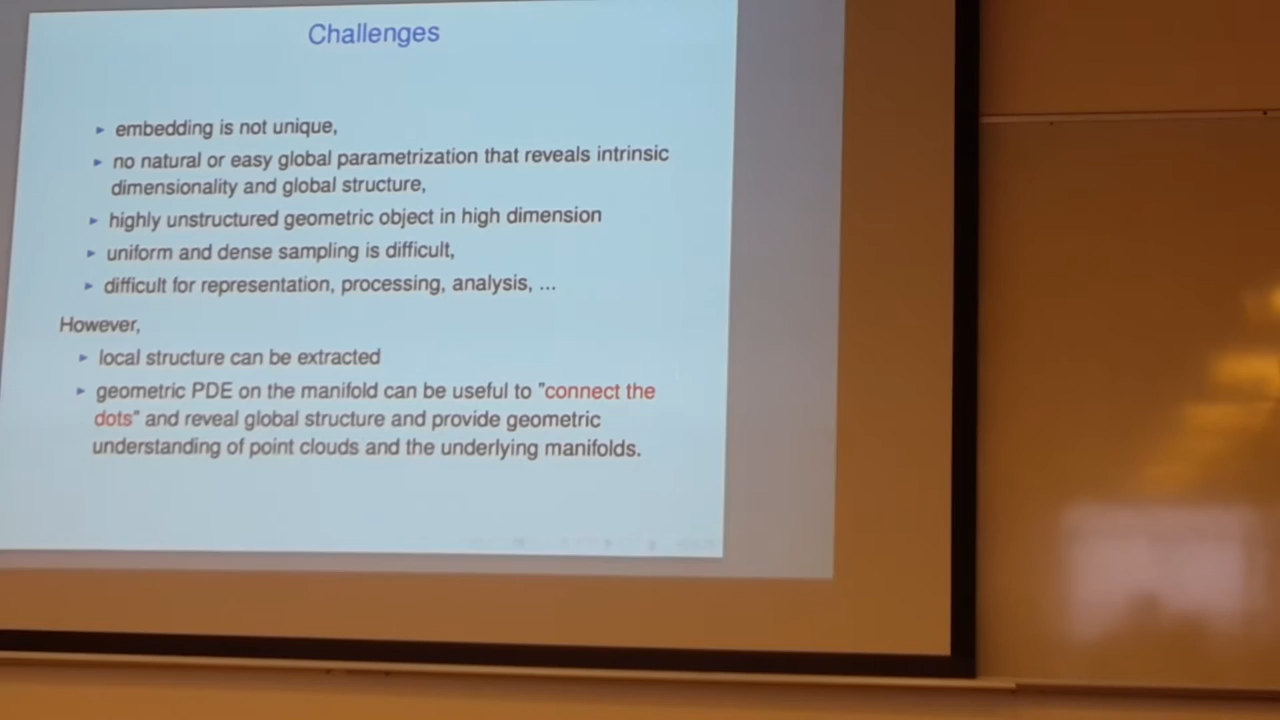 Challenges
▸ embedding is not unique,
▸ no natural or easy global parametrization that reveals intrinsic
dimensionality and global structure,
▸ highly unstructured geometric object in high dimension
▸ uniform and dense sampling is difficult,
▸ difficult for representation, processing, analysis, ...
However,
▸ local structure can be extracted
▸ geometric PDE on the manifold can be useful to "connect the
dots" and reveal global structure and provide geometric
understanding of point clouds and the underlying manifolds.